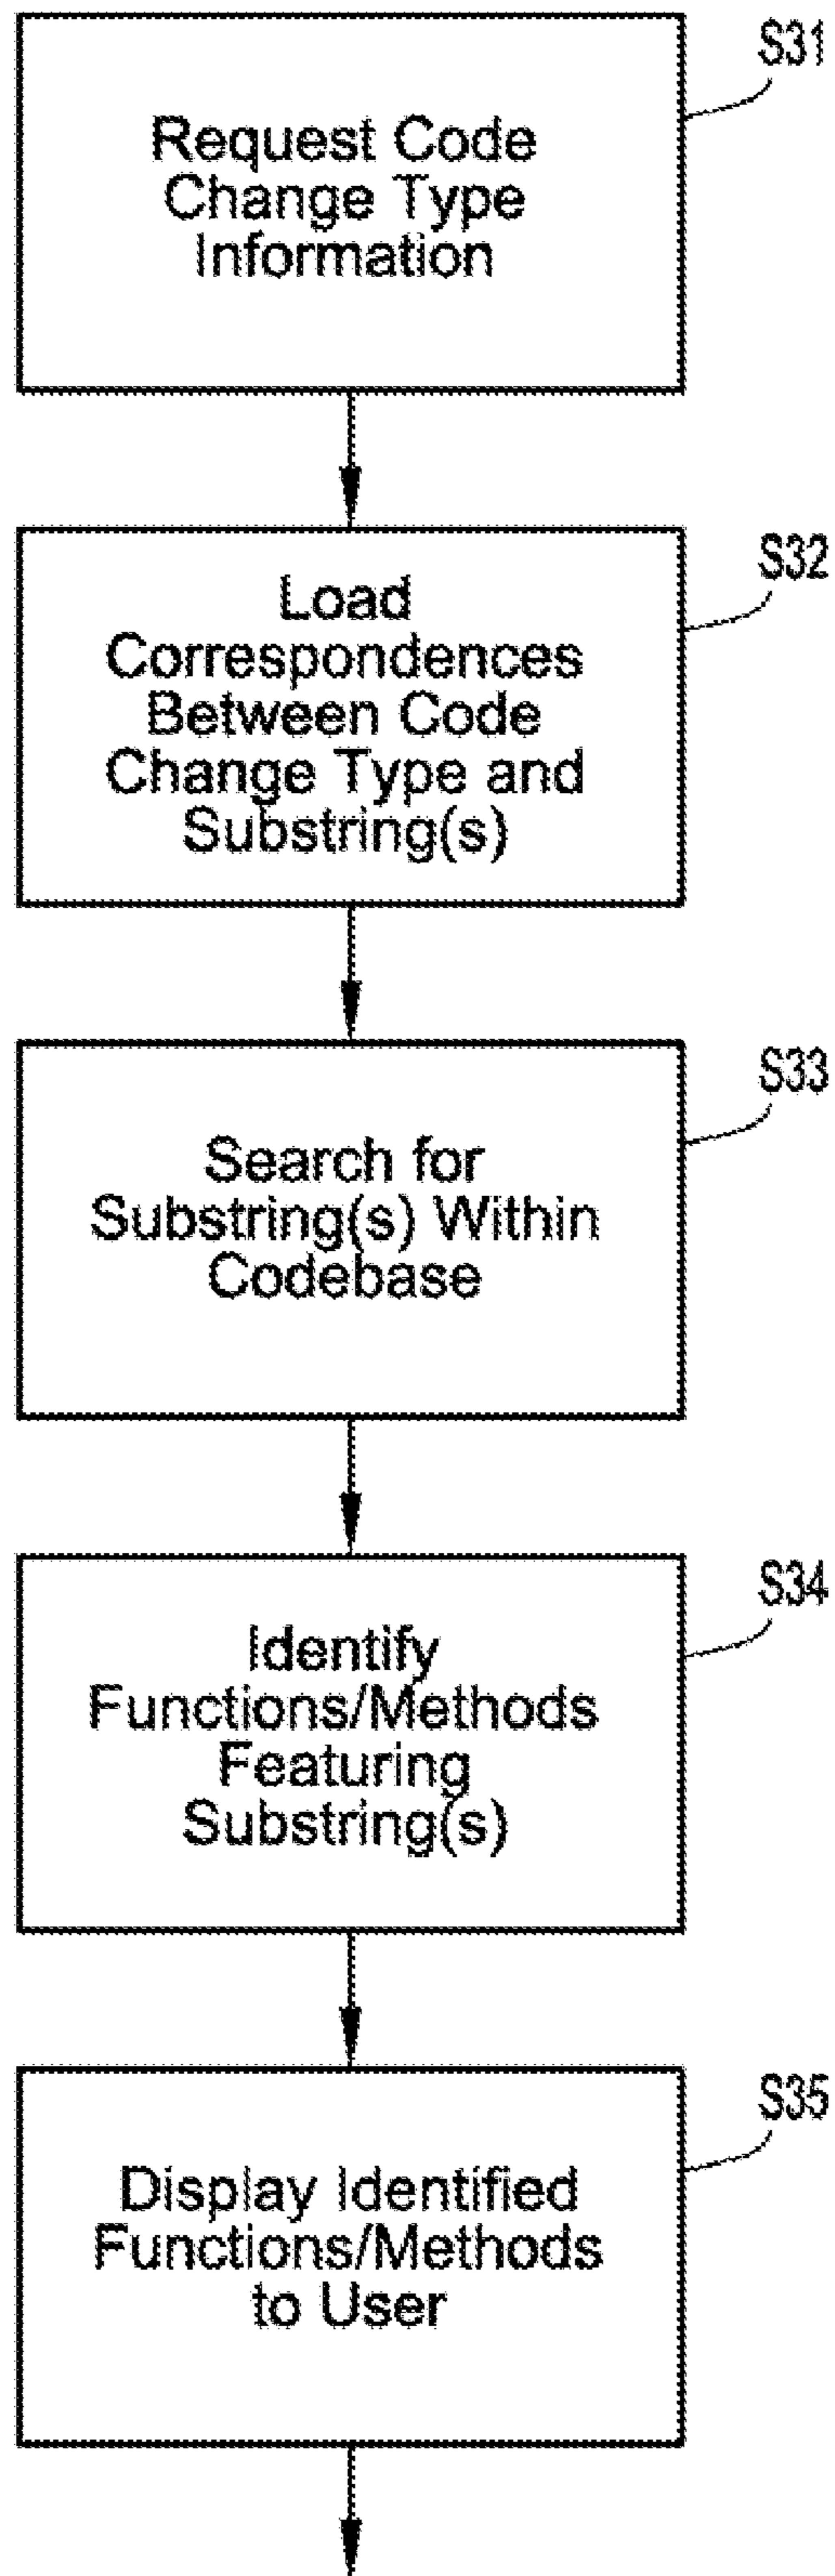 S31
Request Code
Change Type
Information
S32
Load
Correspondences
Between Code
Change Type and
Substring(s)
S33
Search for
Substring(s) Within
Codebase
S34
Identify
Functions/Methods
Featuring
Substring(s)
S35
Display Identified
Functions/Methods
to User